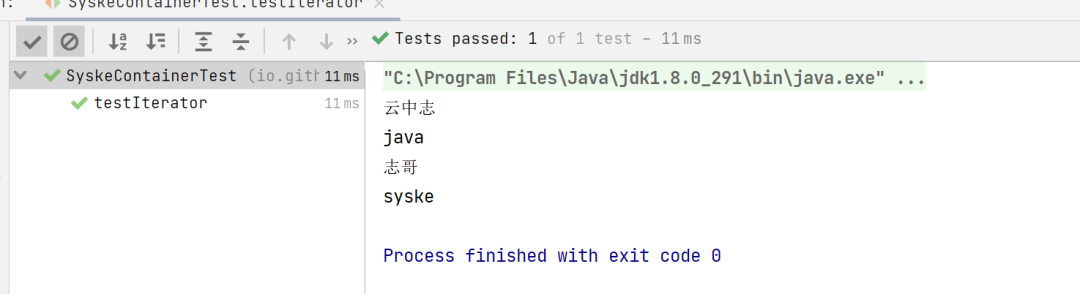 SyskeContainerTest.testIterator ×
Tests passed: 1 of 1 test – 11 ms
SyskeContainerTest (io.gith 11 ms
testIterator 11 ms
"C:\Program Files\Java\jdk1.8.0_291\bin\java.exe" ...
云中志
java
志哥
syske
Process finished with exit code 0